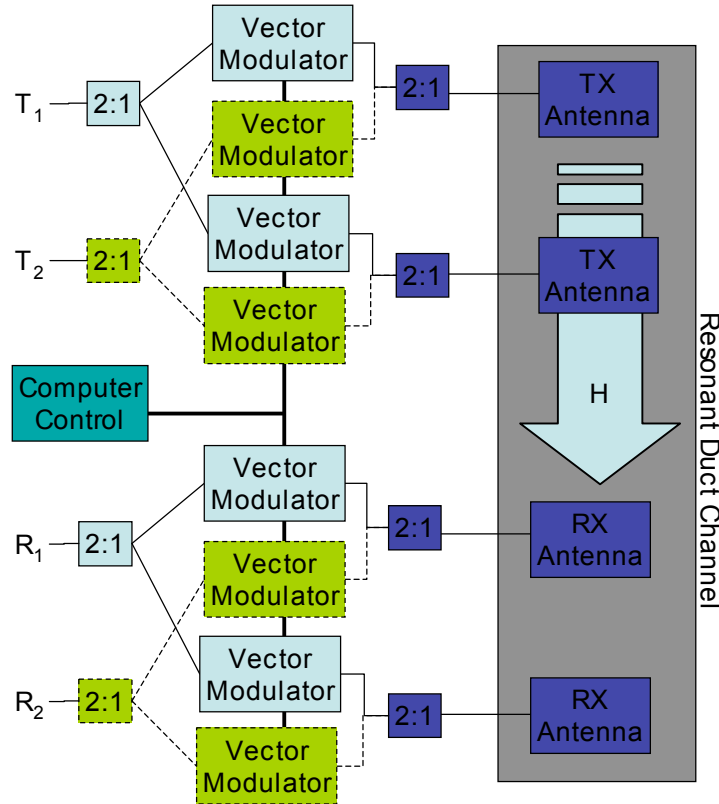 Vector
Modulator
T1
2:1
2:1
TX
Antenna
Vector
Modulator
Vector
Modulator
T2
2:1
2:1
TX
Antenna
Vector
Modulator
Computer
Control
H
Resonant Duct Channel
Vector
Modulator
R1
2:1
2:1
RX
Antenna
Vector
Modulator
Vector
Modulator
R2
2:1
2:1
RX
Antenna
Vector
Modulator